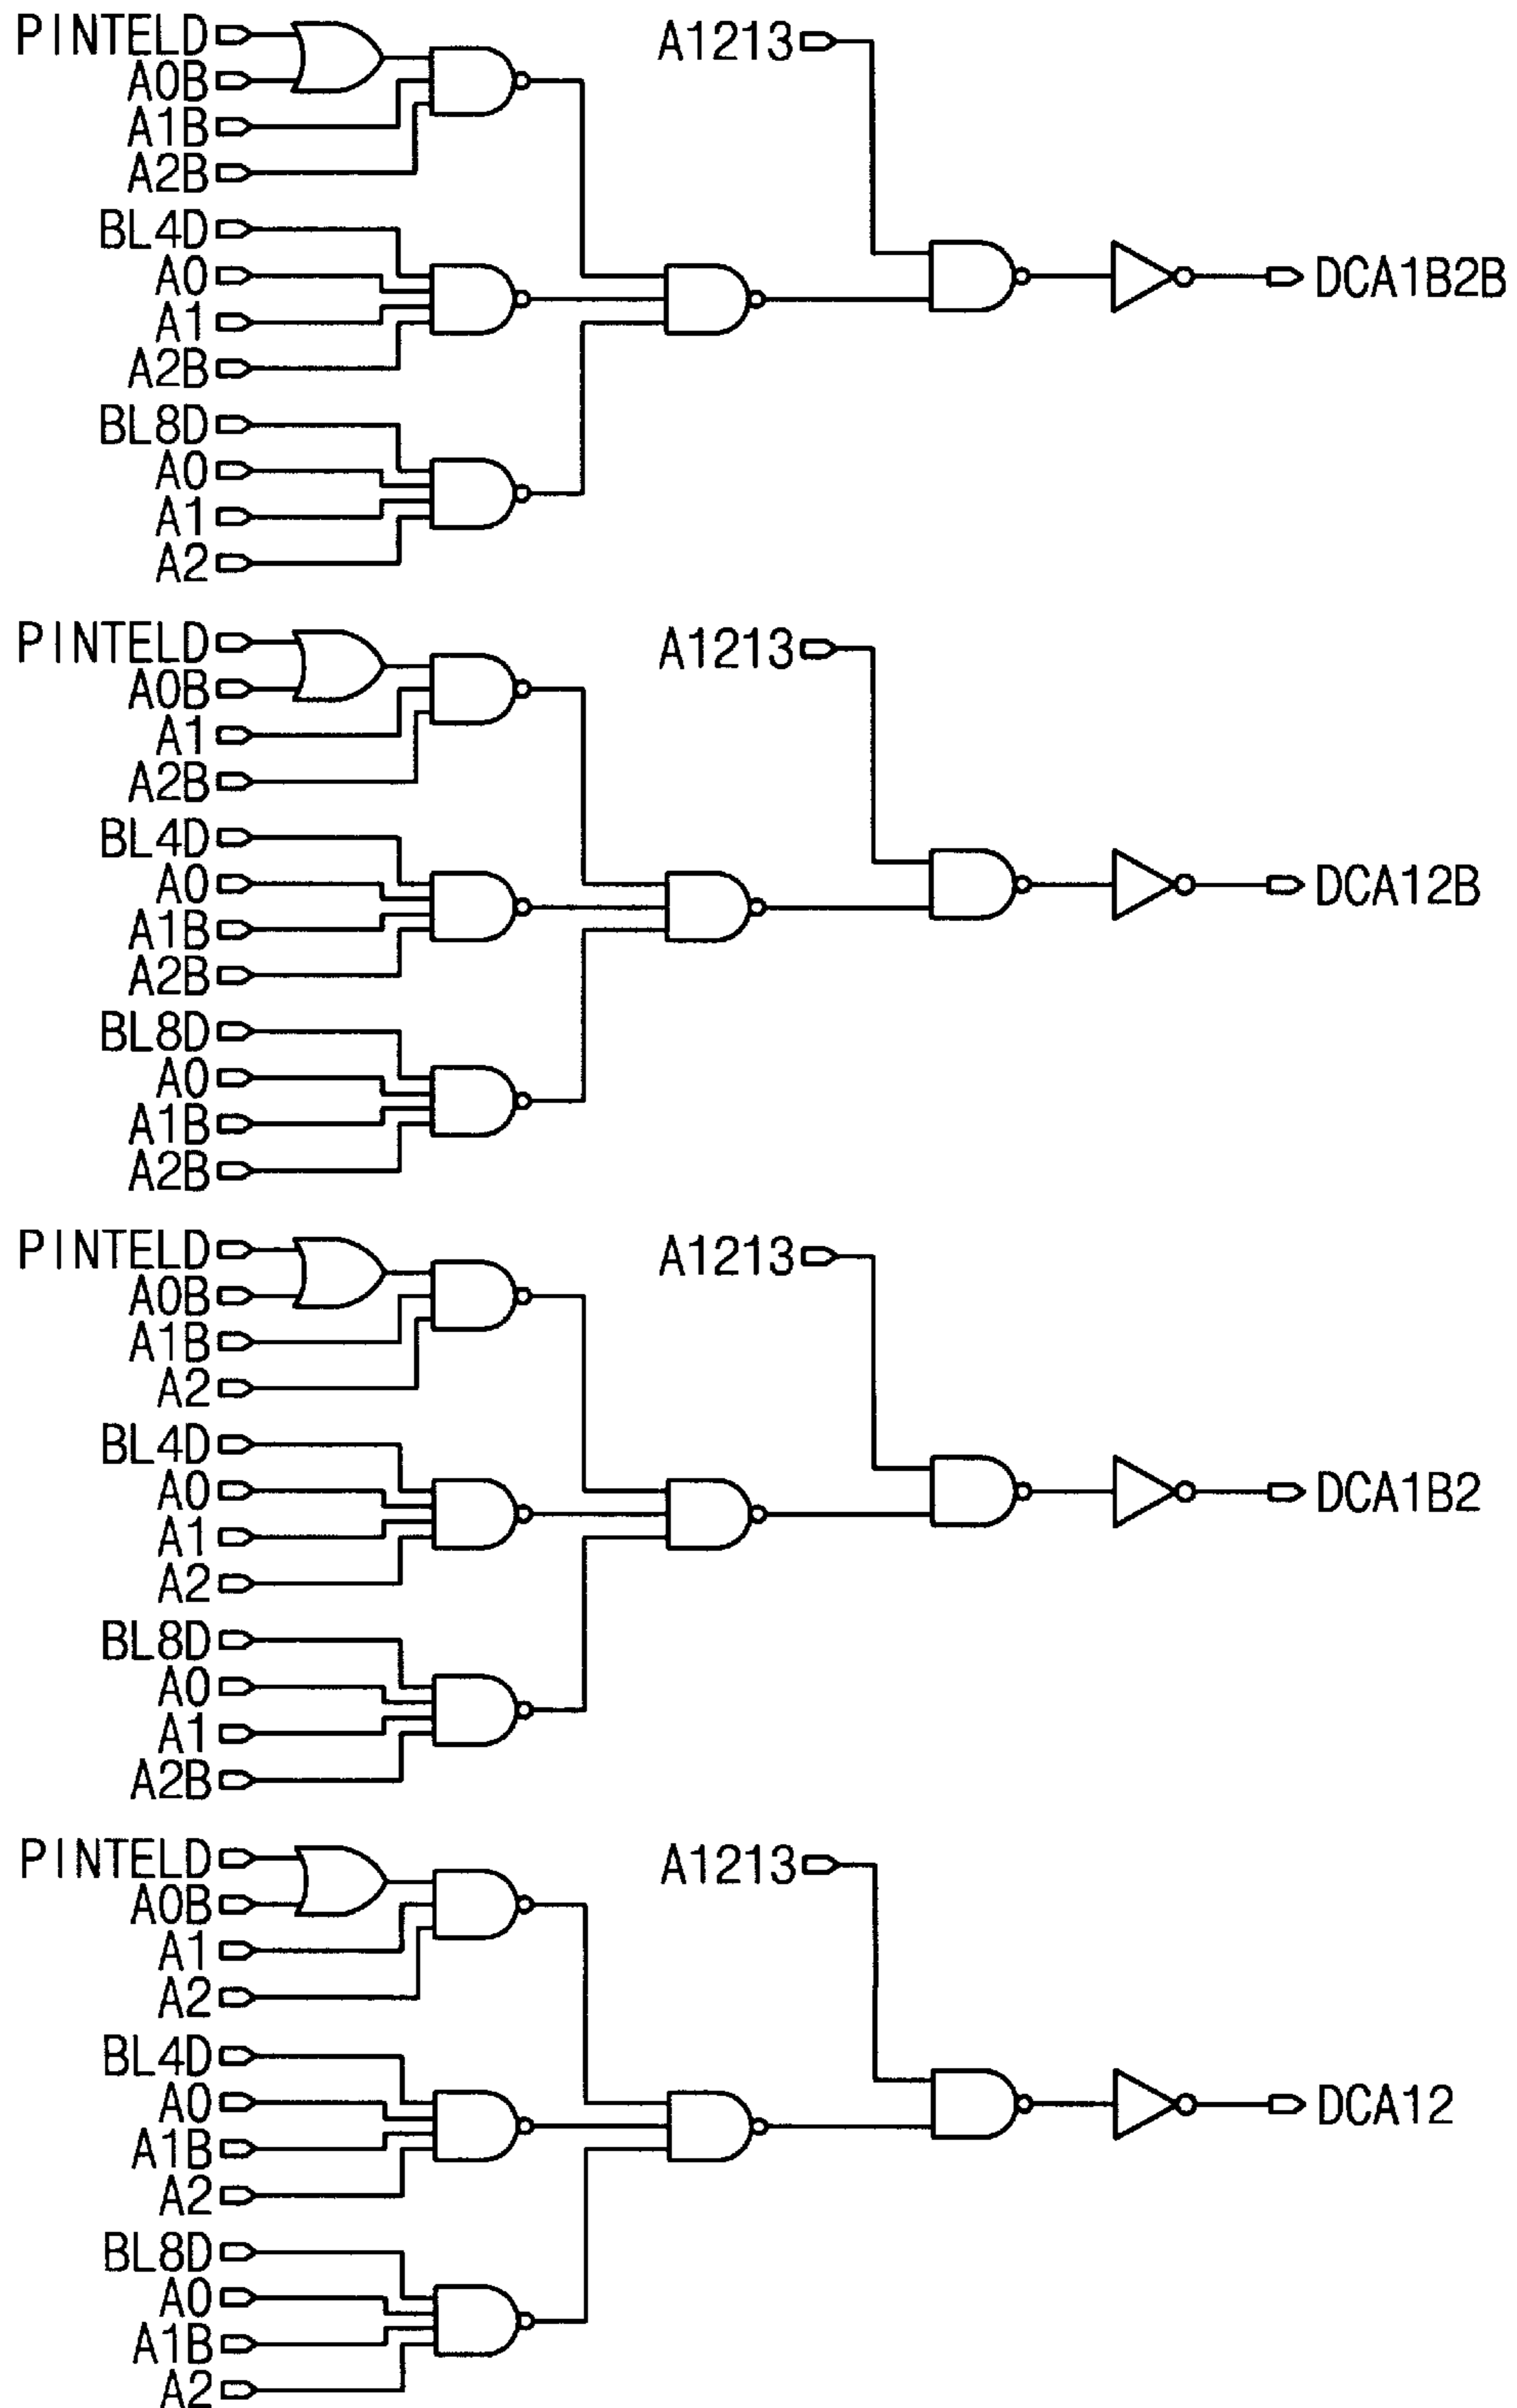 PINTELD
A0B
A1B
A2B
BL4D
A0
A1
A2B
BL8D
A0
A1
A2
A1213
DCA1B2B
PINTELD
A0B
A1
A2B
BL4D
A0
A1B
A2B
BL8D
A0
A1B
A2B
A1213
DCA12B
PINTELD
A0B
A1B
A2
BL4D
A0
A1
A2
BL8D
A0
A1
A2B
A1213
DCA1B2
PINTELD
A0B
A1
A2
BL4D
A0
A1B
A2
BL8D
A0
A1B
A2
A1213
DCA12